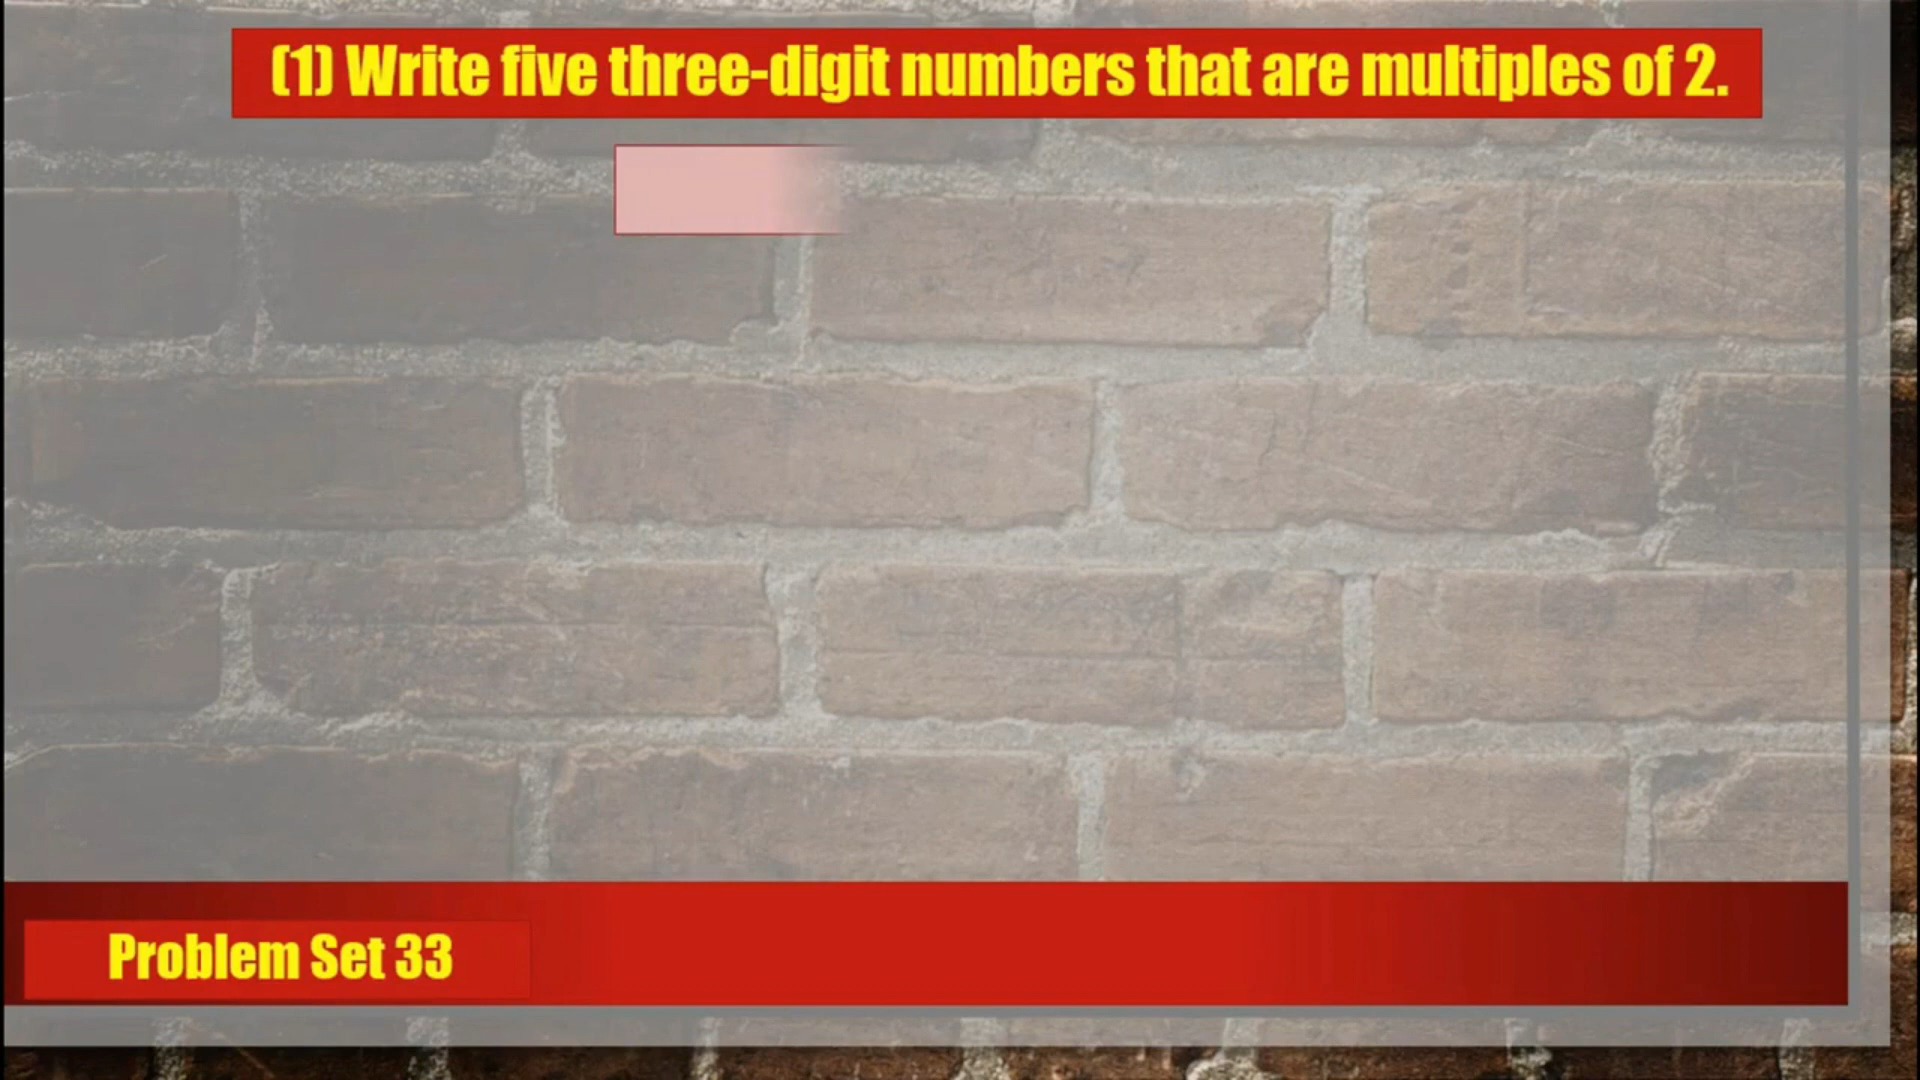 (1) Write five three-digit numbers that are multiples of 2.
Problem Set 33